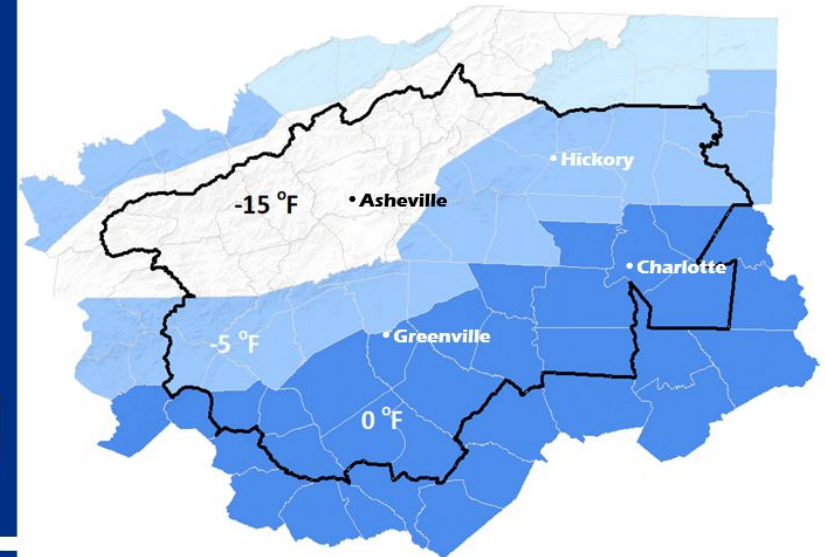 • Hickory
-15 °F
• Asheville
• Charlotte
-5 °F
• Greenville
0 °F